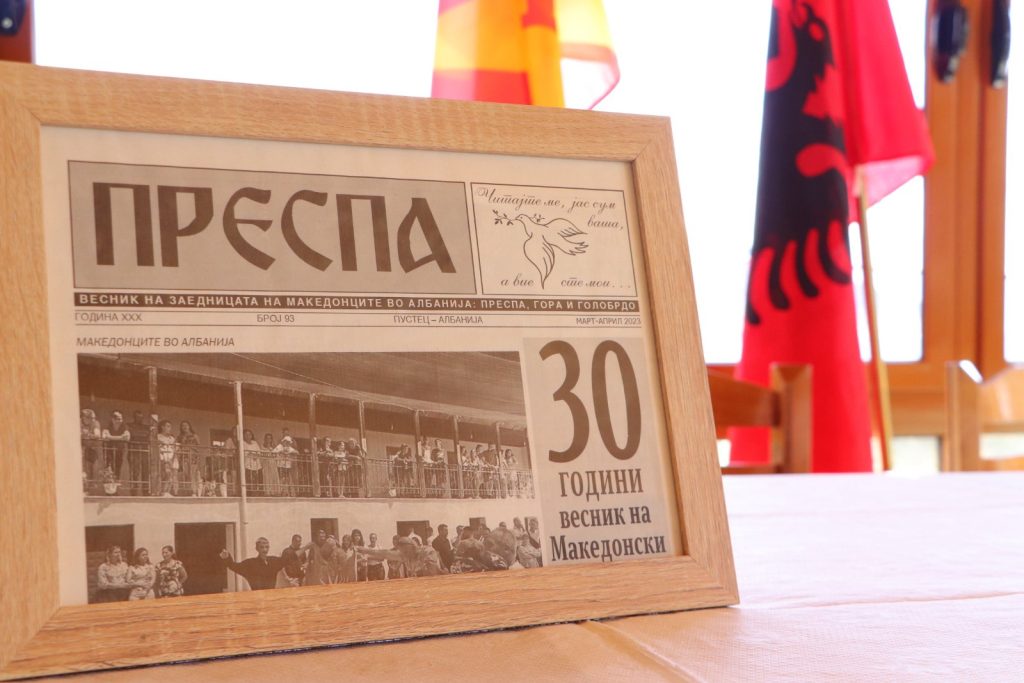 ПРЕСПА
Читајте ме, јас сум
ваша,
а вие сте мои...
ВЕСНИК НА ЗАЕДНИЦАТА НА МАКЕДОНЦИТЕ ВО АЛБАНИЈА: ПРЕСПА, ГОРА И ГОЛОБРДО
ГОДИНА XXX БРОЈ 93 ПУСТЕЦ – АЛБАНИЈА МАРТ-АПРИЛ 2023
МАКЕДОНЦИТЕ ВО АЛБАНИЈА
30
години
весник на
Македонски